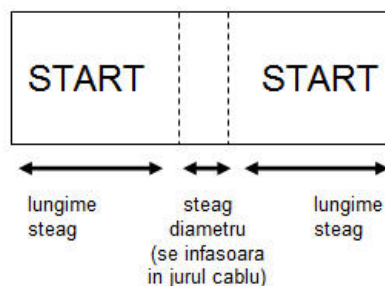 START START
lungime
steag
steag
diametru
(se infasoara
in jurul cablu)
lungime
steag